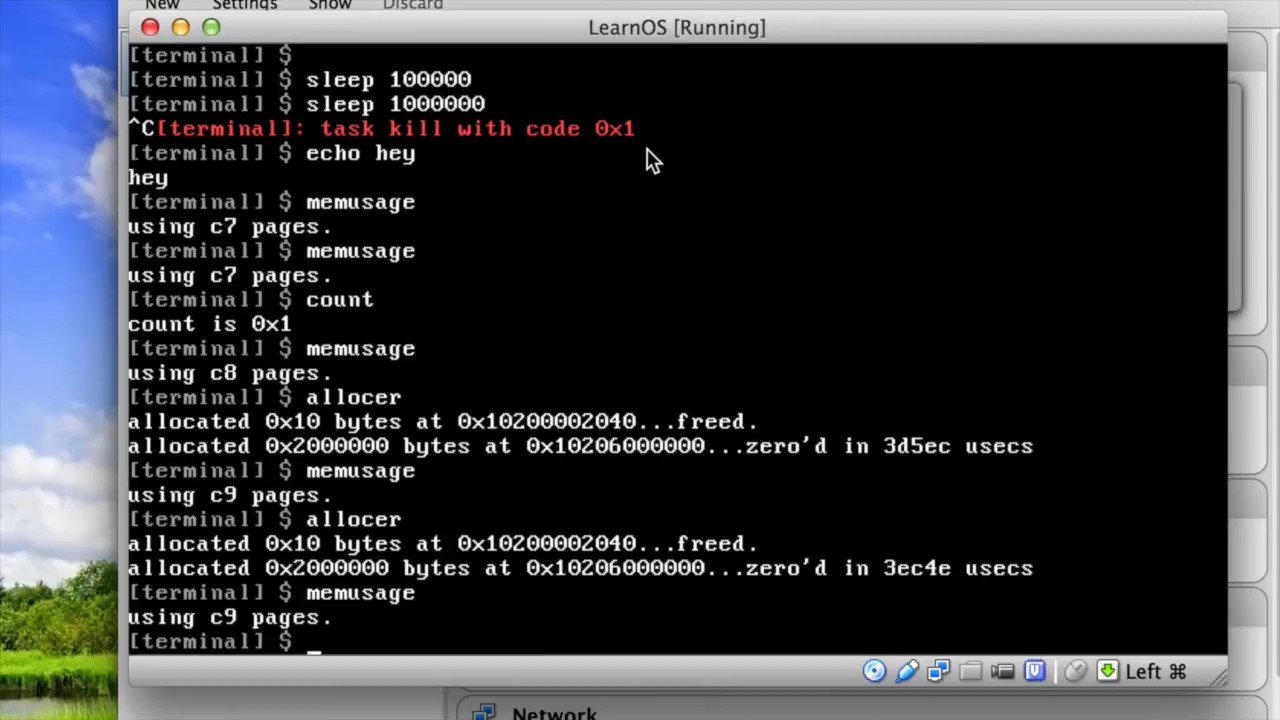 New Settings Show Discard
LearnOS [Running]
[terminal] $
[terminal] $ sleep 100000
[terminal] $ sleep 1000000
^C[terminal]: task kill with code 0x1
[terminal] $ echo hey
hey
[terminal] $ memusage
using c7 pages.
[terminal] $ memusage
using c7 pages.
[terminal] $ count
count is 0x1
[terminal] $ memusage
using c8 pages.
[terminal] $ allocer
allocated 0x10 bytes at 0x10200002040...freed.
allocated 0x2000000 bytes at 0x10206000000...zero'd in 3d5ec usecs
[terminal] $ memusage
using c9 pages.
[terminal] $ allocer
allocated 0x10 bytes at 0x10200002040...freed.
allocated 0x2000000 bytes at 0x10206000000...zero'd in 3ec4e usecs
[terminal] $ memusage
using c9 pages.
[terminal] $ _
Left ⌘
Network